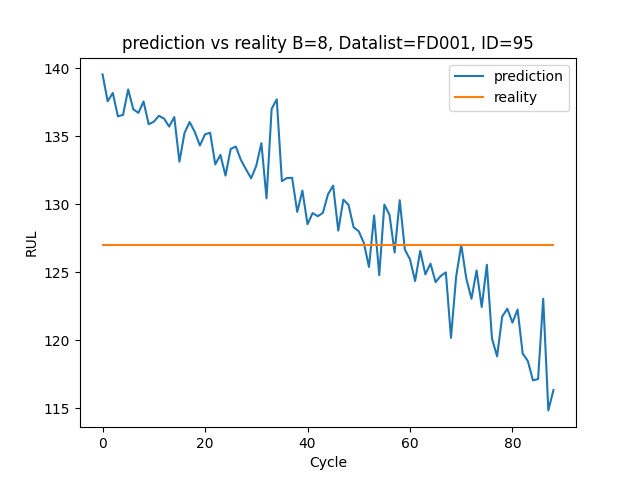 prediction vs reality B=8, Datalist=FD001, ID=95
prediction
reality
140
135
130
125
120
115
RUL
0 20 40 60 80
Cycle